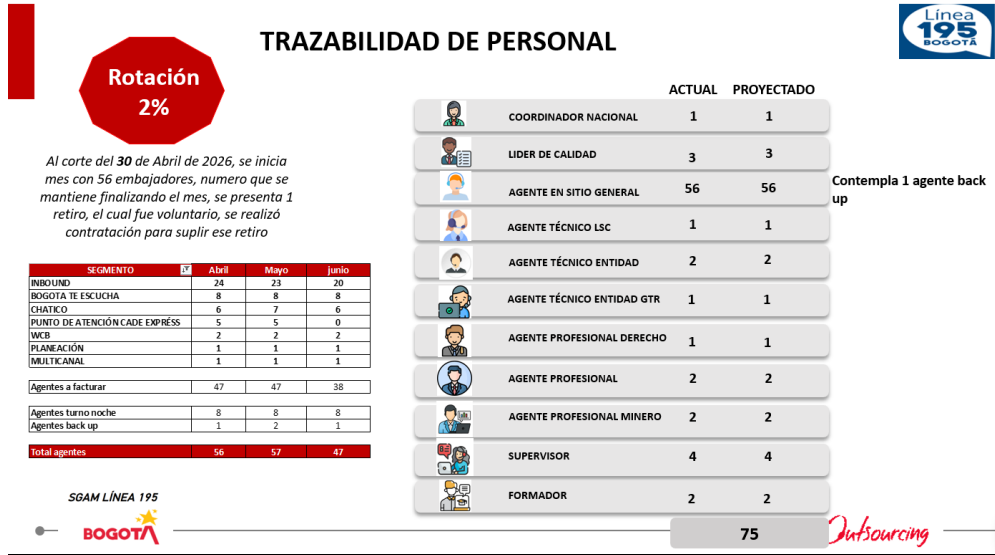 Línea
195
BOGOTÁ
TRAZABILIDAD DE PERSONAL
Rotación
2%
Al corte del 30 de Abril de 2026, se inicia
mes con 56 embajadores, numero que se
mantiene finalizando el mes, se presenta 1
retiro, el cual fue voluntario, se realizó
contratación para suplir ese retiro
SEGMENTO Abril Mayo junio
INBOUND 24 23 20
BOGOTA TE ESCUCHA 8 8 8
CHATICO 6 7 6
PUNTO DE ATENCIÓN CADE EXPRÉSS 5 5 0
WCB 2 2 2
PLANEACIÓN 1 1 1
MULTICANAL 1 1 1
Agentes a facturar 47 47 38
Agentes turno noche 8 8 8
Agentes back up 1 2 1
Total agentes 56 57 47
ACTUAL PROYECTADO
COORDINADOR NACIONAL 1 1
LIDER DE CALIDAD 3 3
AGENTE EN SITIO GENERAL 56 56
Contempla 1 agente back
up
AGENTE TÉCNICO LSC 1 1
AGENTE TÉCNICO ENTIDAD 2 2
AGENTE TÉCNICO ENTIDAD GTR 1 1
AGENTE PROFESIONAL DERECHO 1 1
AGENTE PROFESIONAL 2 2
AGENTE PROFESIONAL MINERO 2 2
SUPERVISOR 4 4
FORMADOR 2 2
75
SGAM LÍNEA 195
BOGOTÁ
Outsourcing